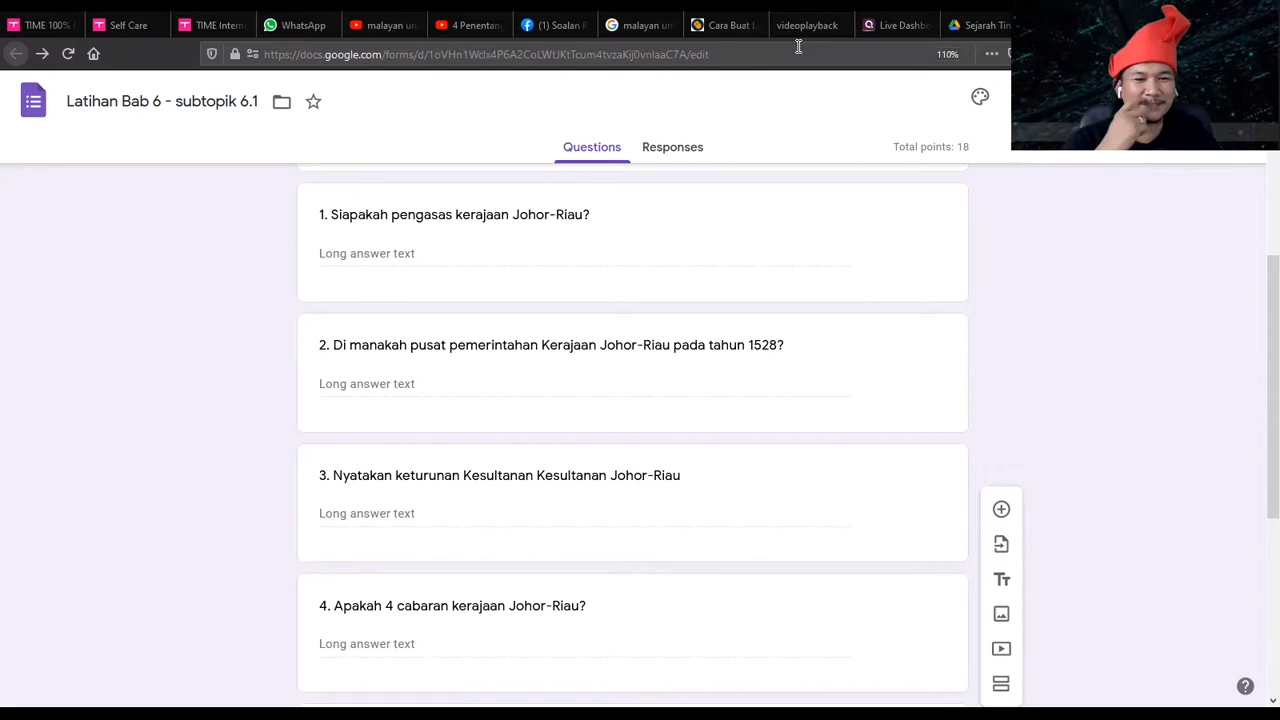 TIME 100% F
Self Care
TIME Intern
WhatsApp
malayan un
4 Penentang
(1) Soalan P
malayan un
Cara Buat L
videoplayback
Live Dashbo
Sejarah Tin
https://docs.google.com/forms/d/1oVHn1Wclx4P6A2CoLWtJKtTcum4tvzaKij0vnlaaC7A/edit
110%
Latihan Bab 6 - subtopik 6.1
Questions
Responses
Total points: 18
1. Siapakah pengasas kerajaan Johor-Riau?
Long answer text
2. Di manakah pusat pemerintahan Kerajaan Johor-Riau pada tahun 1528?
Long answer text
3. Nyatakan keturunan Kesultanan Kesultanan Johor-Riau
Long answer text
4. Apakah 4 cabaran kerajaan Johor-Riau?
Long answer text